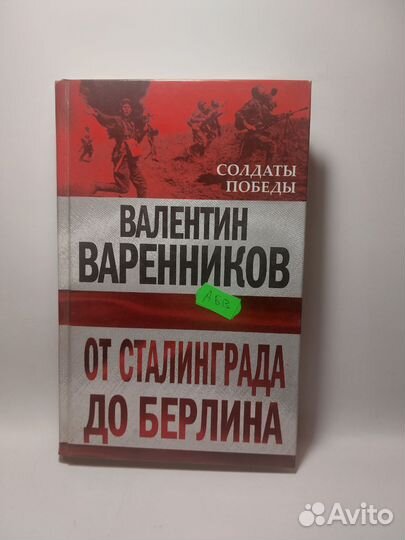 СОЛДАТЫ
ПОБЕДЫ
ВАЛЕНТИН
ВАРЕННИКОВ
ОТ СТАЛИНГРАДА
ДО БЕРЛИНА
Avito